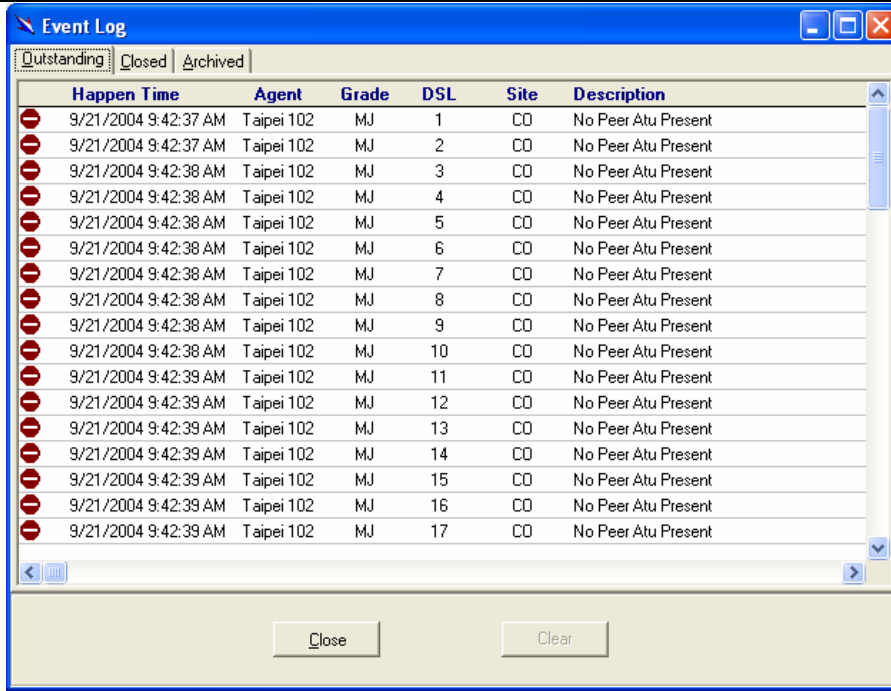 Event Log
Outstanding Closed Archived
Happen Time Agent Grade DSL Site Description
9/21/2004 9:42:37 AM Taipei 102 MJ 1 CO No Peer Atu Present
9/21/2004 9:42:37 AM Taipei 102 MJ 2 CO No Peer Atu Present
9/21/2004 9:42:38 AM Taipei 102 MJ 3 CO No Peer Atu Present
9/21/2004 9:42:38 AM Taipei 102 MJ 4 CO No Peer Atu Present
9/21/2004 9:42:38 AM Taipei 102 MJ 5 CO No Peer Atu Present
9/21/2004 9:42:38 AM Taipei 102 MJ 6 CO No Peer Atu Present
9/21/2004 9:42:38 AM Taipei 102 MJ 7 CO No Peer Atu Present
9/21/2004 9:42:38 AM Taipei 102 MJ 8 CO No Peer Atu Present
9/21/2004 9:42:38 AM Taipei 102 MJ 9 CO No Peer Atu Present
9/21/2004 9:42:38 AM Taipei 102 MJ 10 CO No Peer Atu Present
9/21/2004 9:42:39 AM Taipei 102 MJ 11 CO No Peer Atu Present
9/21/2004 9:42:39 AM Taipei 102 MJ 12 CO No Peer Atu Present
9/21/2004 9:42:39 AM Taipei 102 MJ 13 CO No Peer Atu Present
9/21/2004 9:42:39 AM Taipei 102 MJ 14 CO No Peer Atu Present
9/21/2004 9:42:39 AM Taipei 102 MJ 15 CO No Peer Atu Present
9/21/2004 9:42:39 AM Taipei 102 MJ 16 CO No Peer Atu Present
9/21/2004 9:42:39 AM Taipei 102 MJ 17 CO No Peer Atu Present
Close Clear